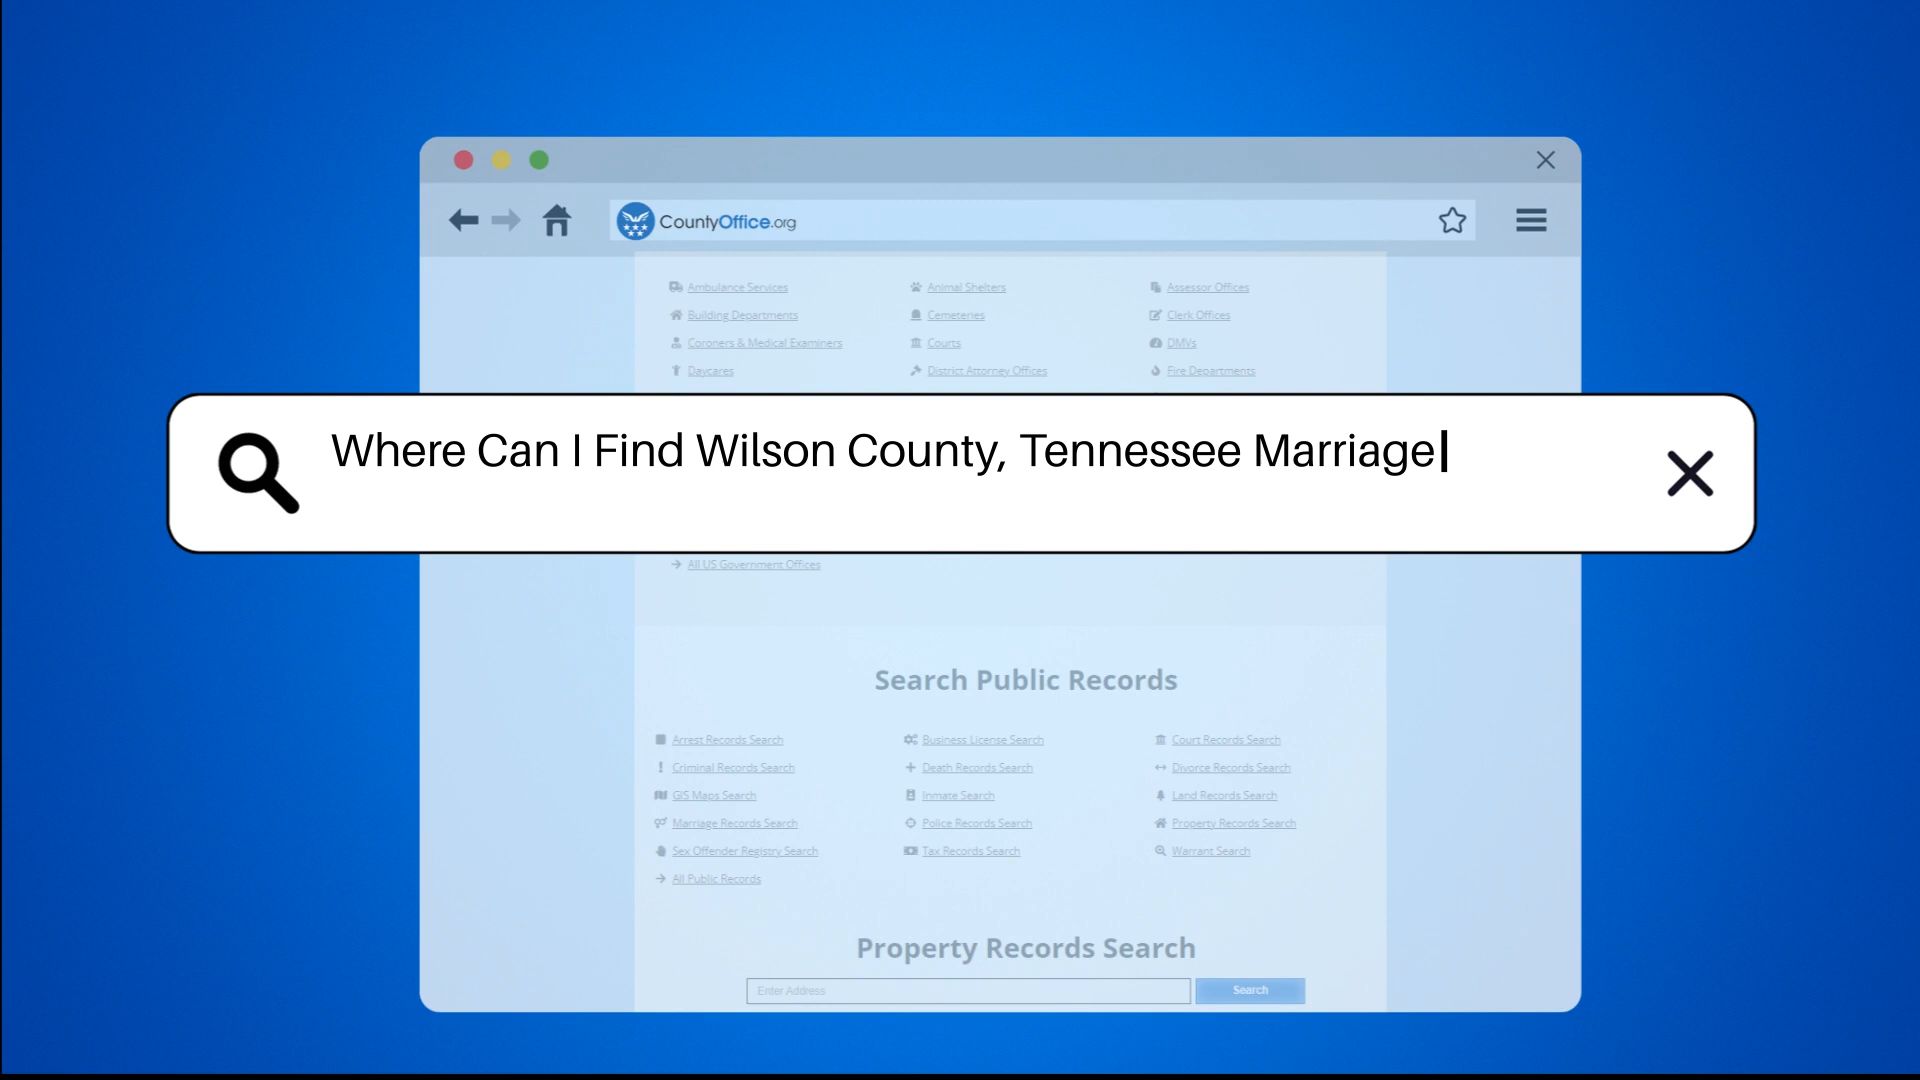 CountyOffice.org
Ambulance Services Animal Shelters Assessor Offices
Building Departments Cemeteries Clerk Offices
Coroners & Medical Examiners Courts DMVs
Daycares District Attorney Offices Fire Departments
Where Can I Find Wilson County, Tennessee Marriage
All US Government Offices
Search Public Records
Arrest Records Search Business License Search Court Records Search
Criminal Records Search Death Records Search Divorce Records Search
GIS Maps Search Inmate Search Land Records Search
Marriage Records Search Police Records Search Property Records Search
Sex Offender Registry Search Tax Records Search Warrant Search
All Public Records
Property Records Search
Enter Address Search